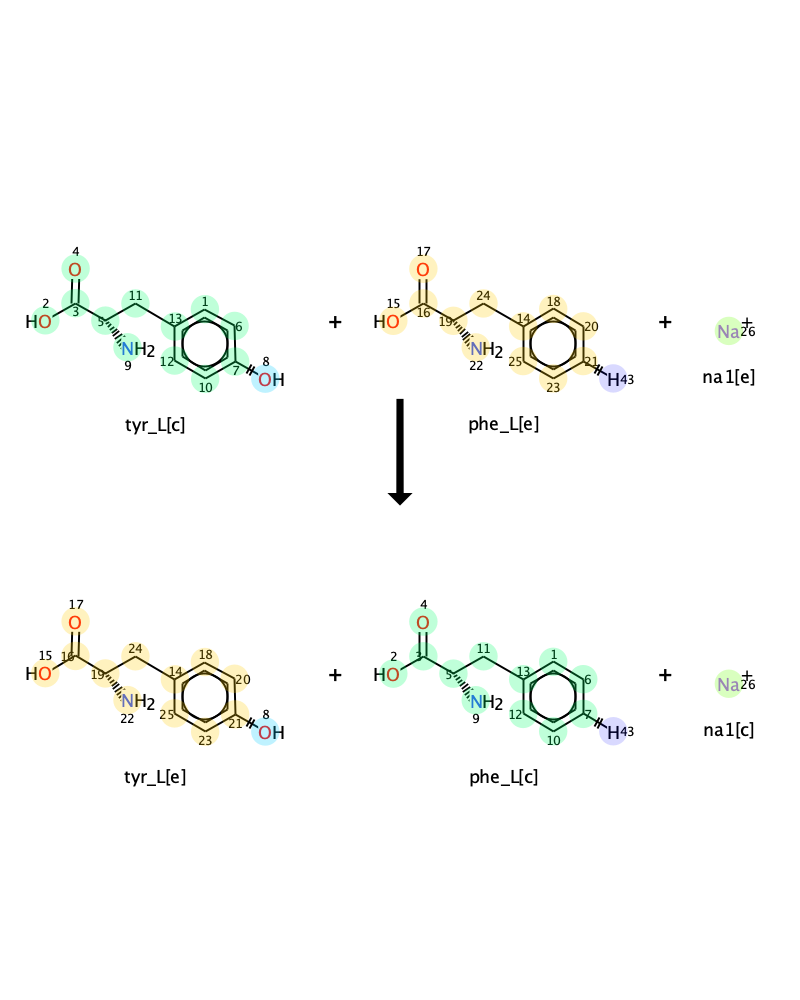 4 17
O O
2 11 1 15 24 18
HO 3 5 13 6 + HO 16 19 14 20 + Na+ 26
NH2 12 7 8 NH2 25 21 H 43
9 10 OH 22 23 na1[e]
tyr_L[c] phe_L[e]
17 4
O O
15 24 18 2 11 1
HO 16 19 14 20 + HO 3 5 13 6 + Na+ 26
NH2 25 21 8 NH2 12 7 H 43
22 23 OH 9 10 na1[c]
tyr_L[e] phe_L[c]